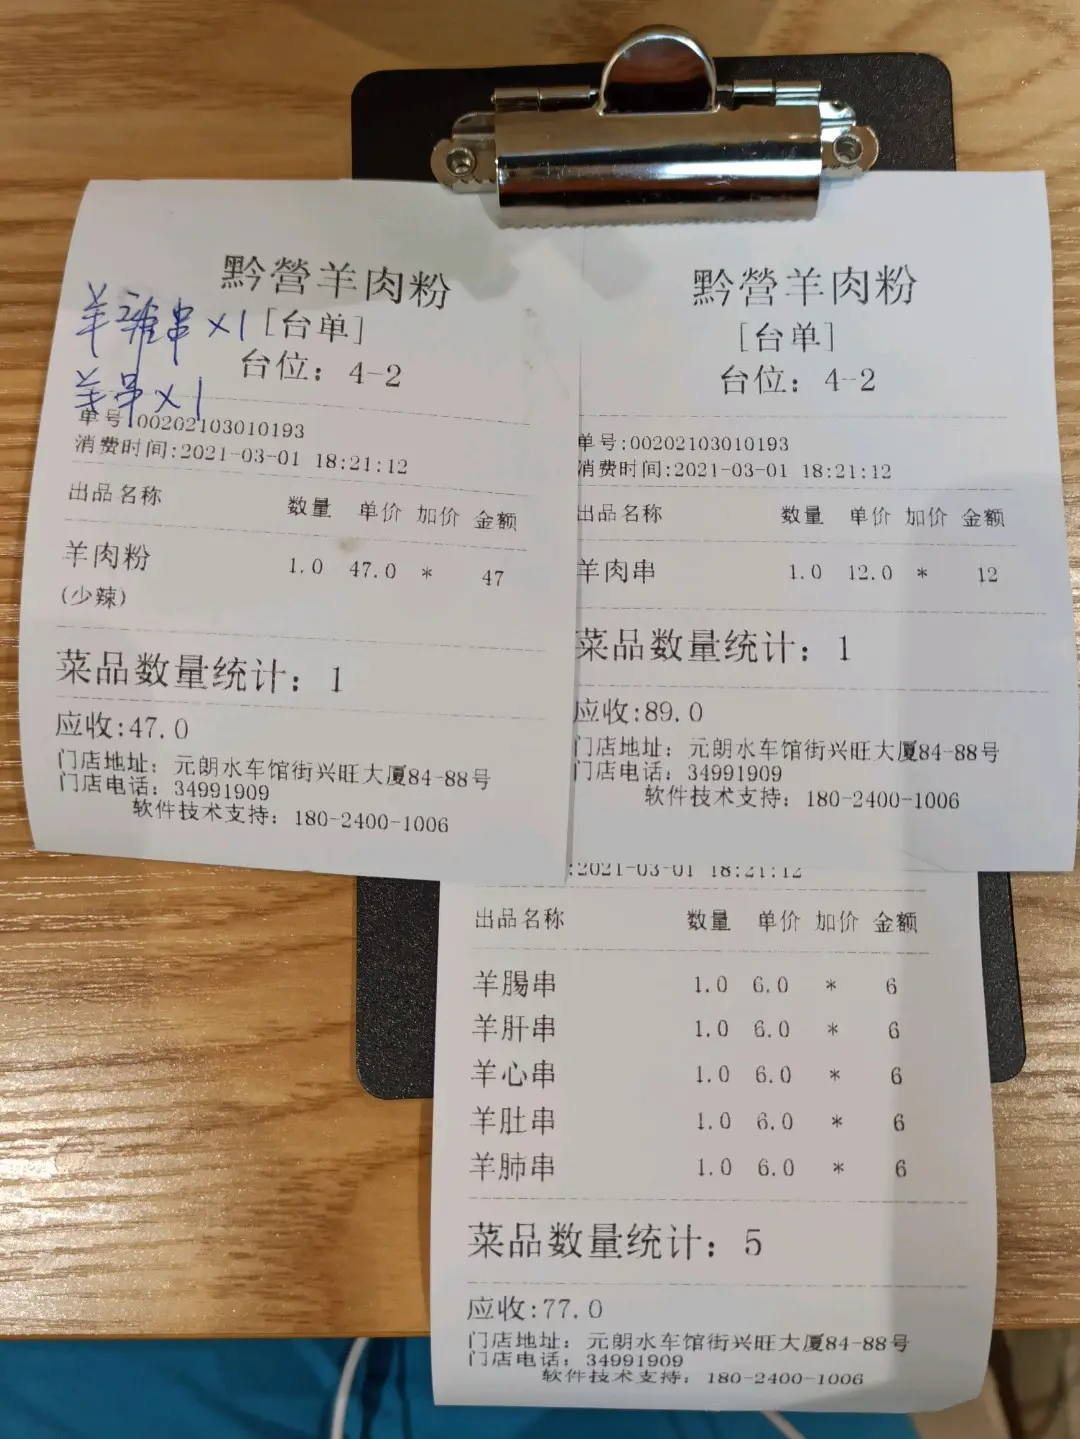 黔營羊肉粉
羊雜串×1
[台单]
台位：4-2
羊串×1
单号:00202103010193
消费时间:2021-03-01 18:21:12
出品名称 数量 单价 加价 金额
羊肉粉 1.0 47.0 * 47
(少辣)
菜品数量统计：1
应收:47.0
门店地址：元朗水车馆街兴旺大厦84-88号
门店电话：34991909
软件技术支持：180-2400-1006
黔營羊肉粉
[台单]
台位：4-2
单号:00202103010193
消费时间:2021-03-01 18:21:12
出品名称 数量 单价 加价 金额
羊肉串 1.0 12.0 * 12
菜品数量统计：1
应收:89.0
门店地址：元朗水车馆街兴旺大厦84-88号
门店电话：34991909
软件技术支持：180-2400-1006
:2021-03-01 18:21:12
出品名称 数量 单价 加价 金额
羊腸串 1.0 6.0 * 6
羊肝串 1.0 6.0 * 6
羊心串 1.0 6.0 * 6
羊肚串 1.0 6.0 * 6
羊肺串 1.0 6.0 * 6
菜品数量统计：5
应收:77.0
门店地址：元朗水车馆街兴旺大厦84-88号
门店电话：34991909
软件技术支持：180-2400-1006